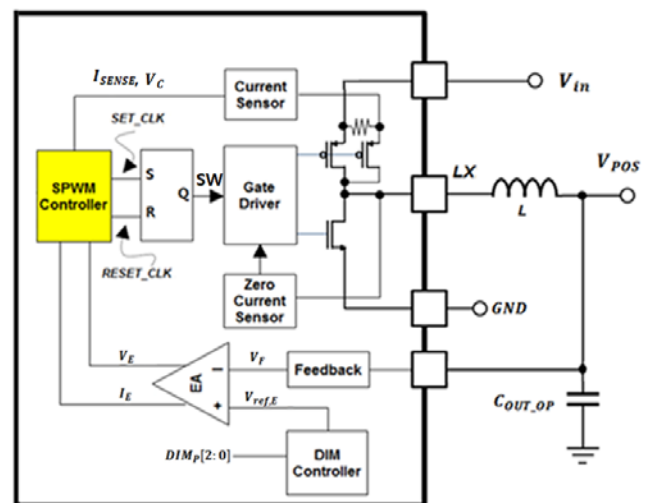 I_SENSE, V_C
Current
Sensor
V_in
SET_CLK
SPWM
Controller
S
R
Q
SW
Gate
Driver
LX
L
V_POS
RESET_CLK
Zero
Current
Sensor
GND
V_E
I_E
EA
−
+
V_F
Feedback
V_ref,E
C_OUT_OP
DIM_P[2:0]
DIM
Controller